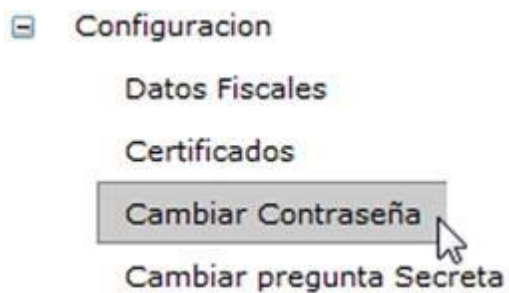 Configuracion
Datos Fiscales
Certificados
Cambiar Contraseña
Cambiar pregunta Secreta